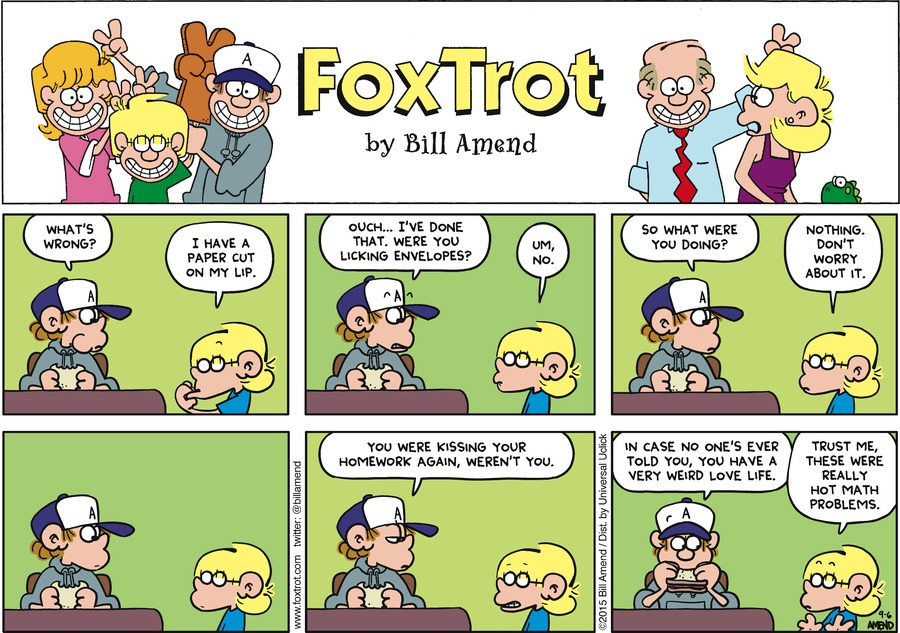 A
FOXTROT
by Bill Amend
WHAT'S
WRONG?
I HAVE A
PAPER CUT
ON MY LIP.
A
OUCH... I'VE DONE
THAT. WERE YOU
LICKING ENVELOPES?
UM,
NO.
A
SO WHAT WERE
YOU DOING?
NOTHING.
DON'T
WORRY
ABOUT IT.
A
A
www.foxtrot.com twitter: @billamend
YOU WERE KISSING YOUR
HOMEWORK AGAIN, WEREN'T YOU.
A
©2015 Bill Amend / Dist. by Universal Uclick
IN CASE NO ONE'S EVER
TOLD YOU, YOU HAVE A
VERY WEIRD LOVE LIFE.
TRUST ME,
THESE WERE
REALLY
HOT MATH
PROBLEMS.
A
9-6
AMEND